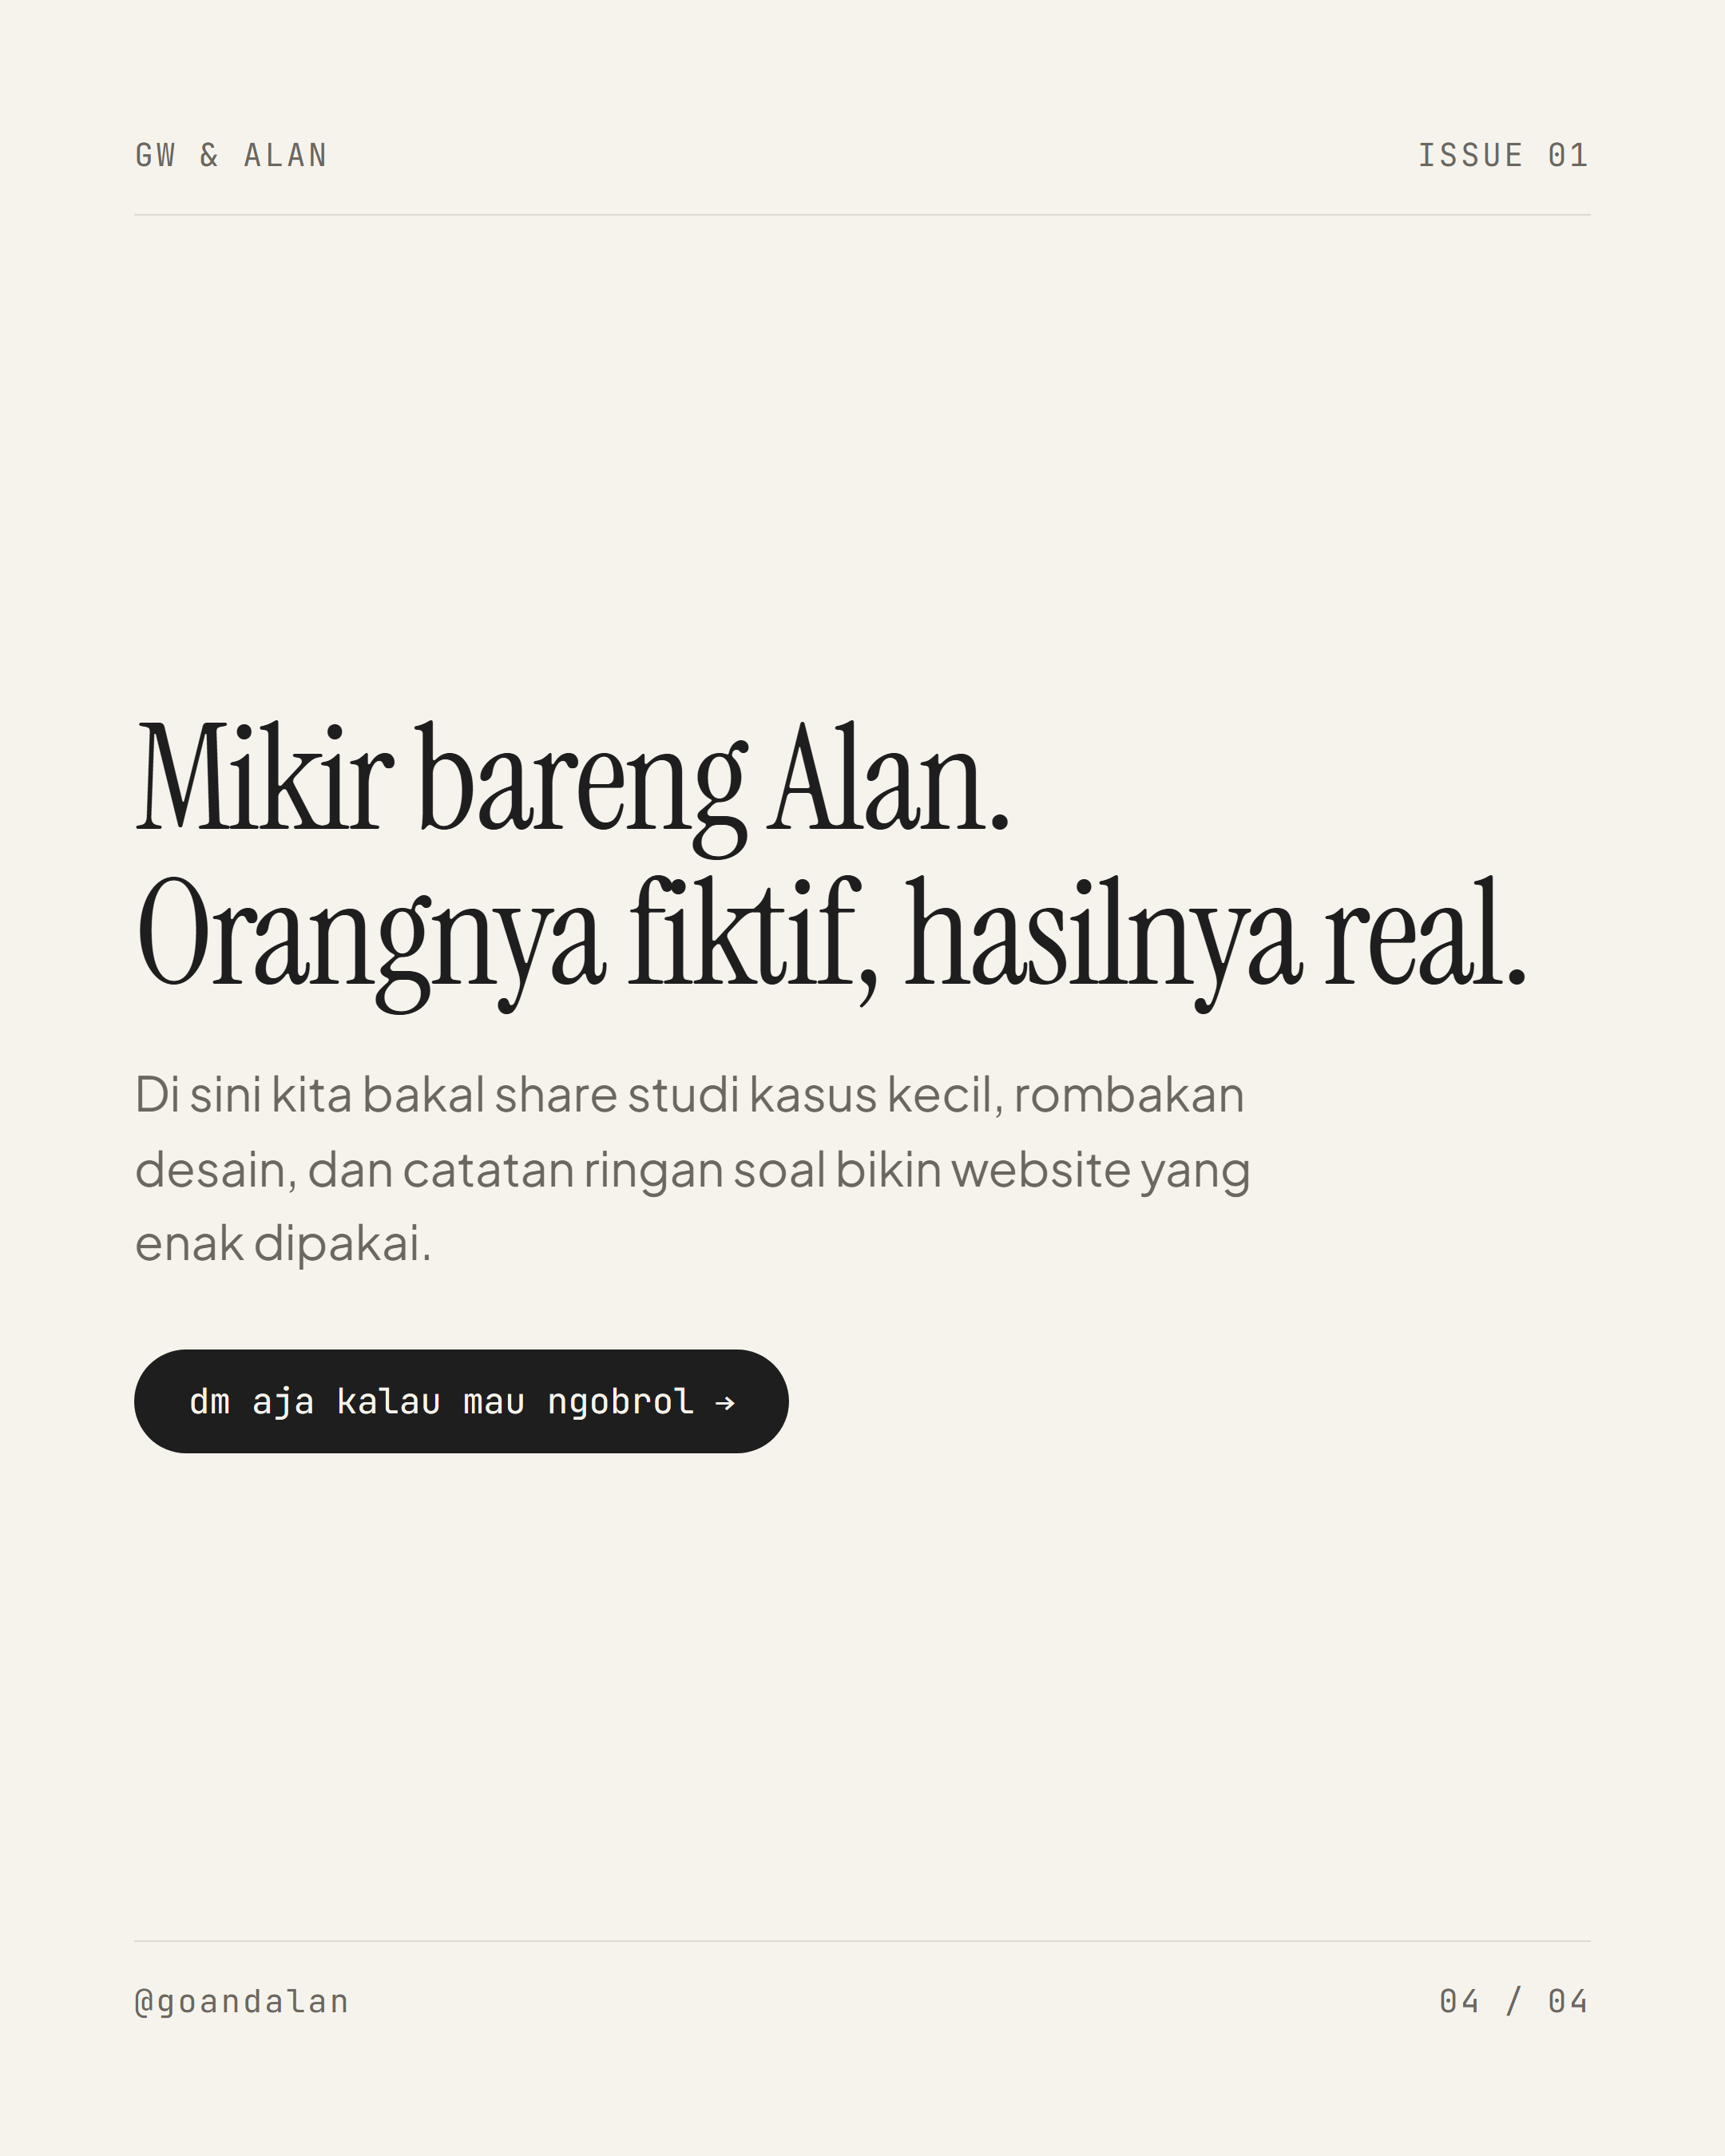 GW & ALAN
ISSUE 01
Mikir bareng Alan.
Orangnya fiktif, hasilnya real.
Di sini kita bakal share studi kasus kecil, rombakan
desain, dan catatan ringan soal bikin website yang
enak dipakai.
dm aja kalau mau ngobrol →
@goandalan
04 / 04